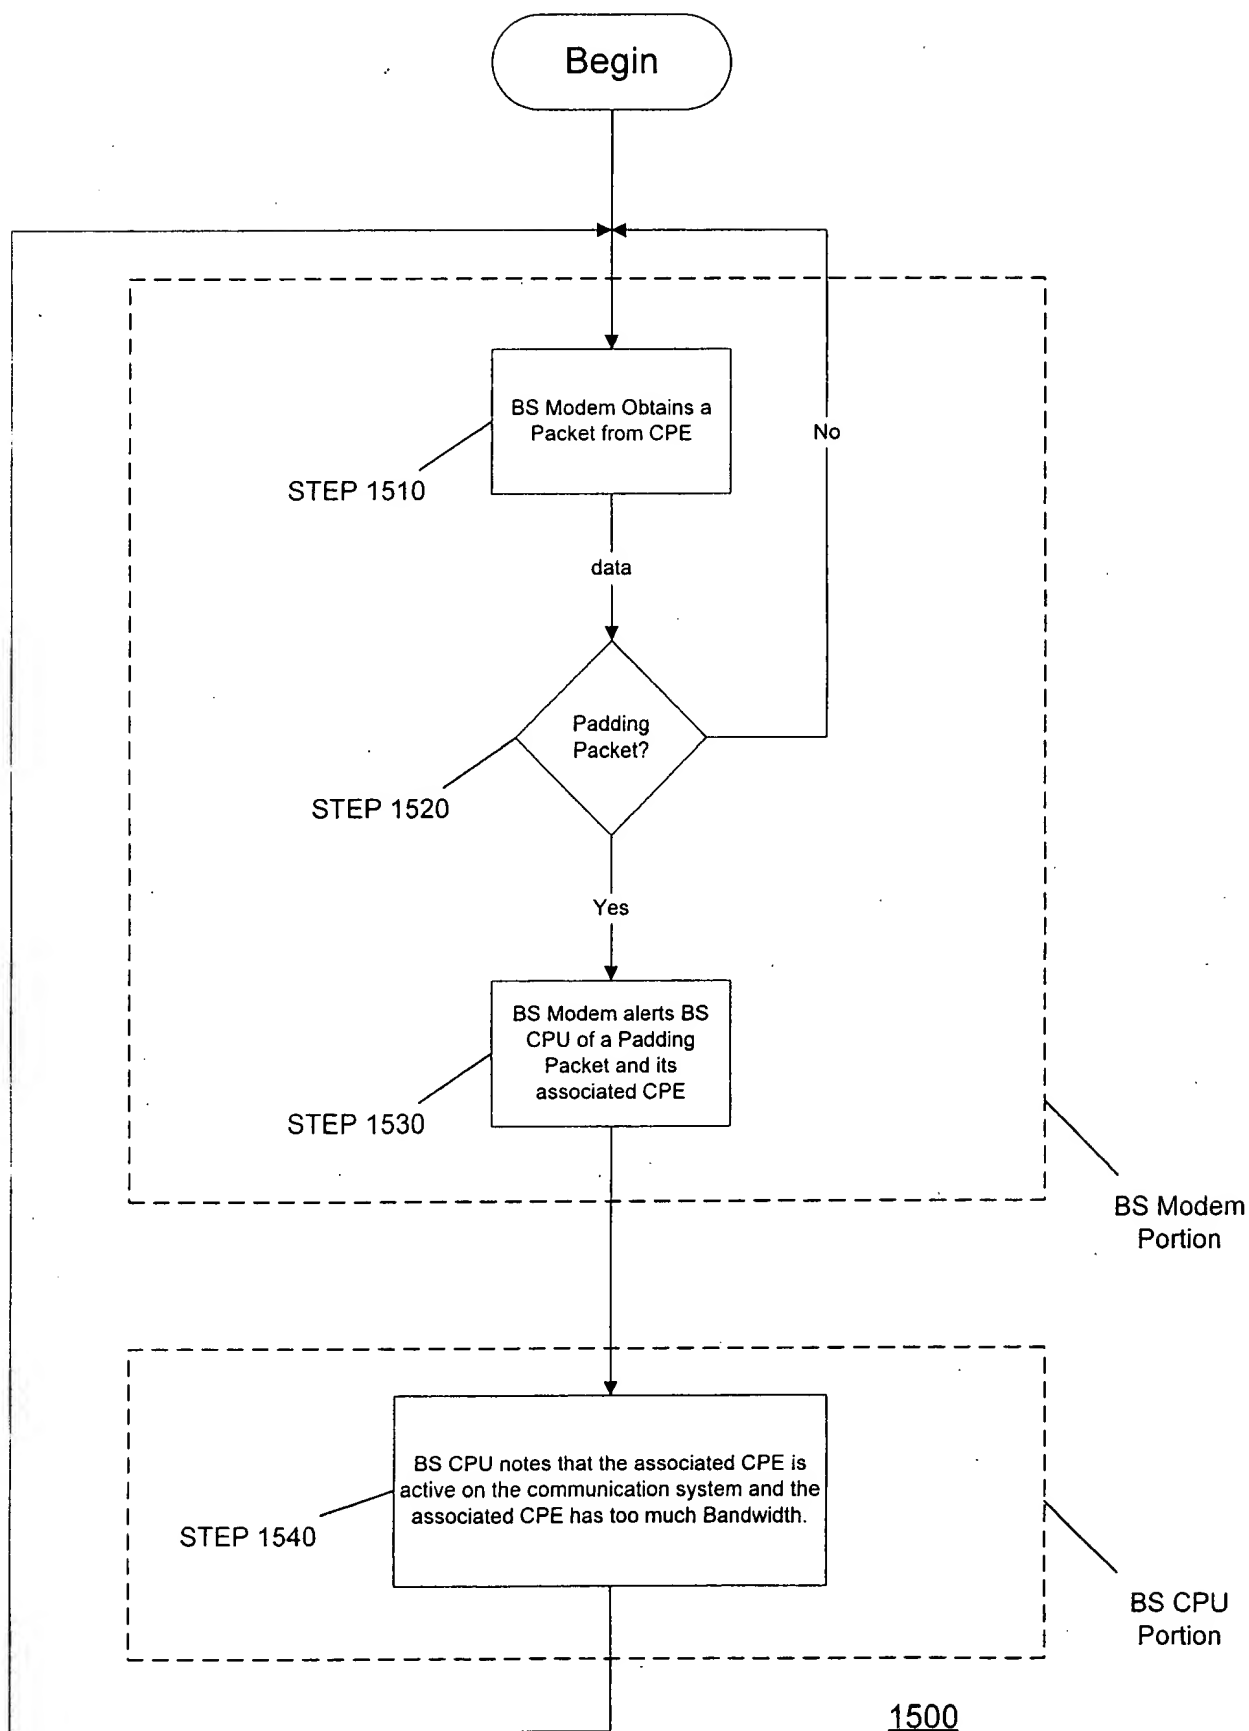 Begin
BS Modem Obtains a
Packet from CPE
No
STEP 1510
data
Padding
Packet?
STEP 1520
Yes
BS Modem alerts BS
CPU of a Padding
Packet and its
associated CPE
STEP 1530
BS Modem
Portion
BS CPU notes that the associated CPE is
active on the communication system and the
associated CPE has too much Bandwidth.
STEP 1540
BS CPU
Portion
1500